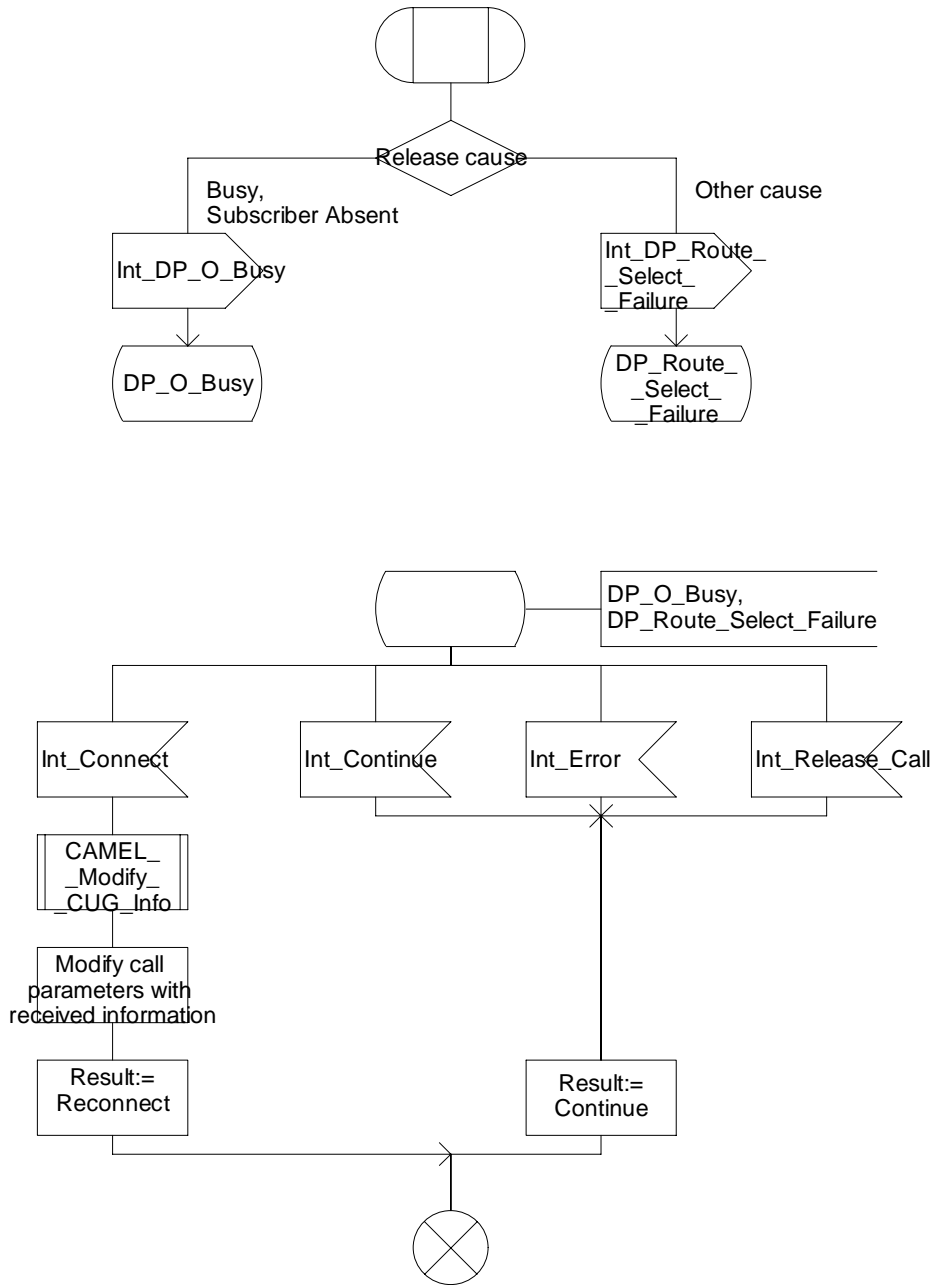 Release cause
Busy,
Subscriber Absent
Other cause
Int_DP_O_Busy
Int_DP_Route_
_Select_
_Failure
DP_O_Busy
DP_Route_
_Select_
_Failure
DP_O_Busy,
DP_Route_Select_Failure
Int_Connect
Int_Continue
Int_Error
Int_Release_Call
CAMEL_
_Modify_
_CUG_Info
Modify call
parameters with
received information
Result:=
Reconnect
Result:=
Continue